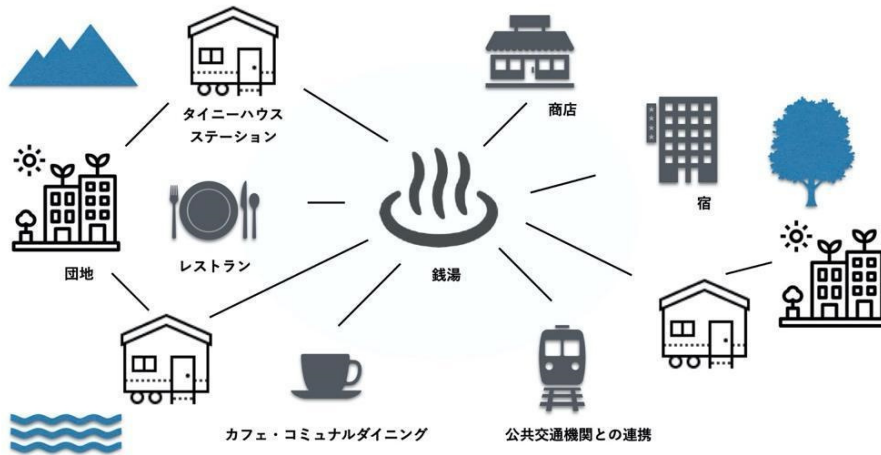 タイニーハウス
ステーション
商店
宿
団地
レストラン
銭湯
カフェ・コミュナルダイニング
公共交通機関との連携